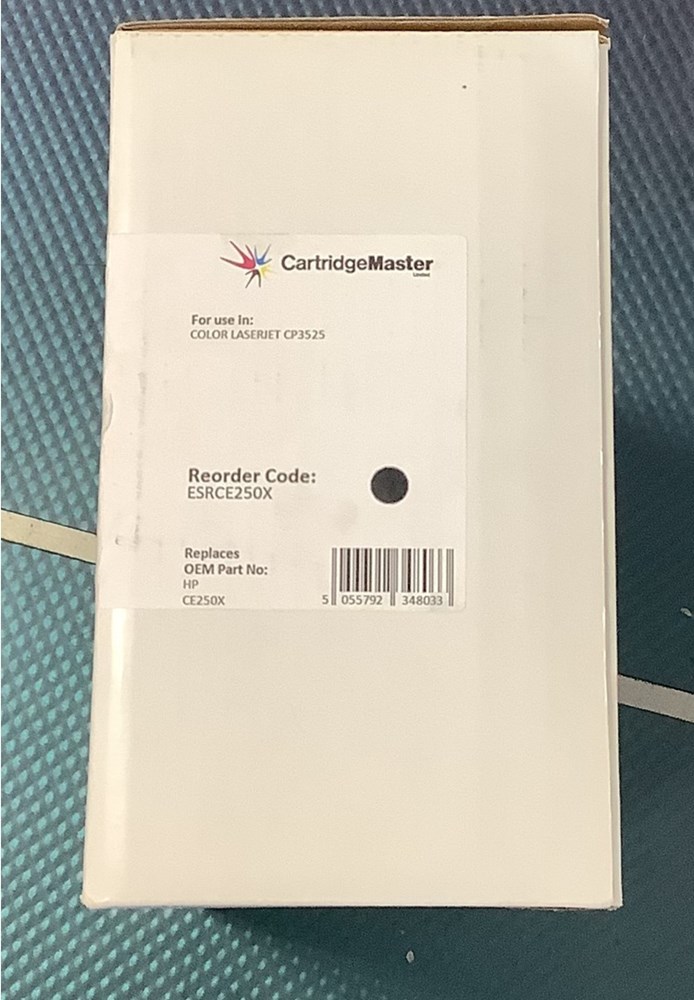 CartridgeMaster
Limited
For use in:
COLOR LASERJET CP3525
Reorder Code:
ESRCE250X
Replaces
OEM Part No:
HP
CE250X
5 055792 348033